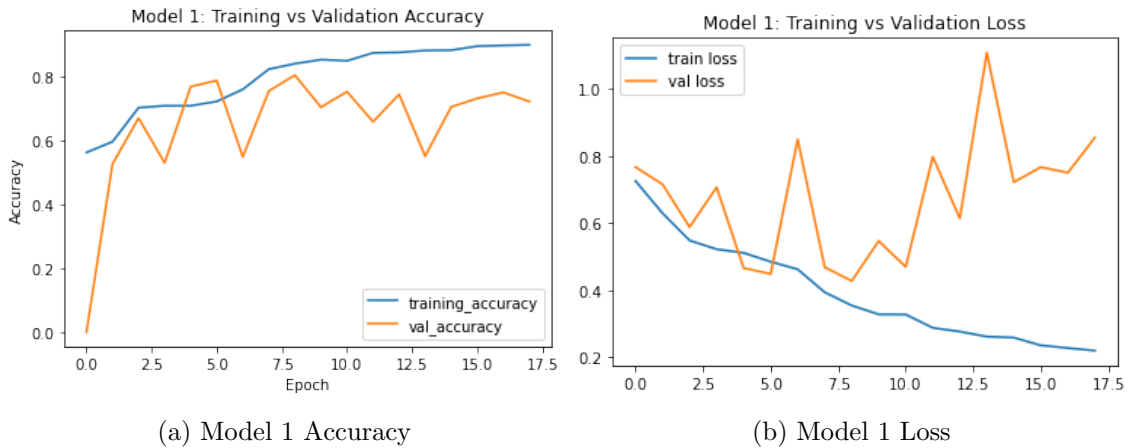 Model 1: Training vs Validation Accuracy
0.8
0.6
0.4
0.2
0.0
Accuracy
training_accuracy
val_accuracy
0.0 2.5 5.0 7.5 10.0 12.5 15.0 17.5
Epoch
(a) Model 1 Accuracy
Model 1: Training vs Validation Loss
train loss
val loss
1.0
0.8
0.6
0.4
0.2
0.0 2.5 5.0 7.5 10.0 12.5 15.0 17.5
(b) Model 1 Loss